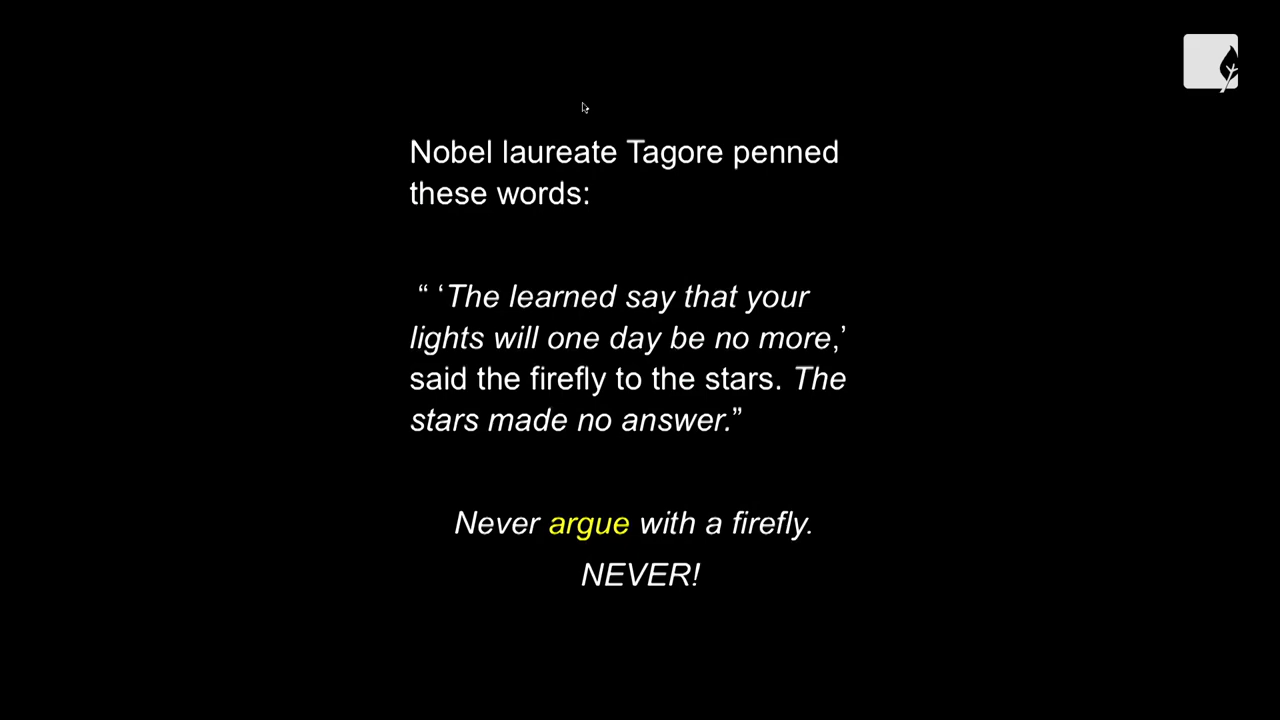 Nobel laureate Tagore penned
these words:
“ ‘The learned say that your
lights will one day be no more,’
said the firefly to the stars. The
stars made no answer.”
Never argue with a firefly.
NEVER!